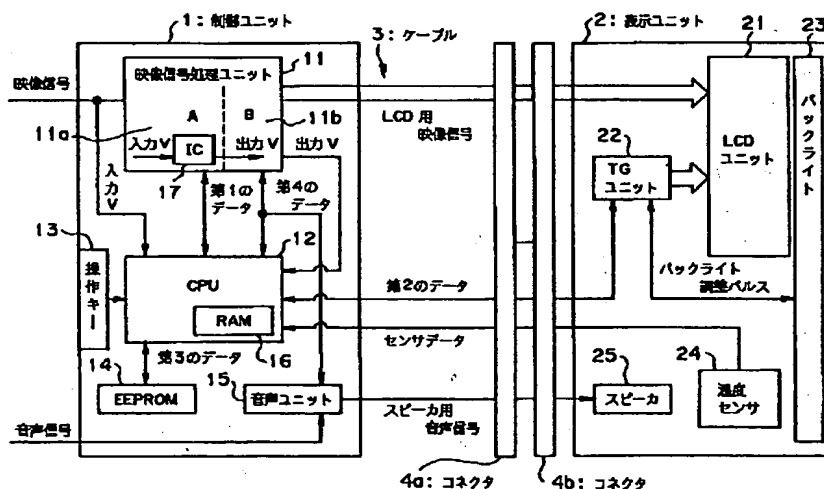 1: 制御ユニット
2: 表示ユニット
21
23
3: ケーブル
11
映像信号処理ユニット
映像信号
A
B
11a
11b
入力V
IC
出力V
出力V
17
LCD用
映像信号
22
TG
ユニット
LCD
ユニット
バックライト
入力V
第1の
データ
第4の
データ
13
操作キー
12
CPU
RAM
16
第2のデータ
バックライト
調整パルス
センサデータ
第3のデータ
14
EEPROM
15
音声ユニット
スピーカ用
音声信号
25
スピーカ
24
温度
センサ
音声信号
4a: コネクタ
4b: コネクタ